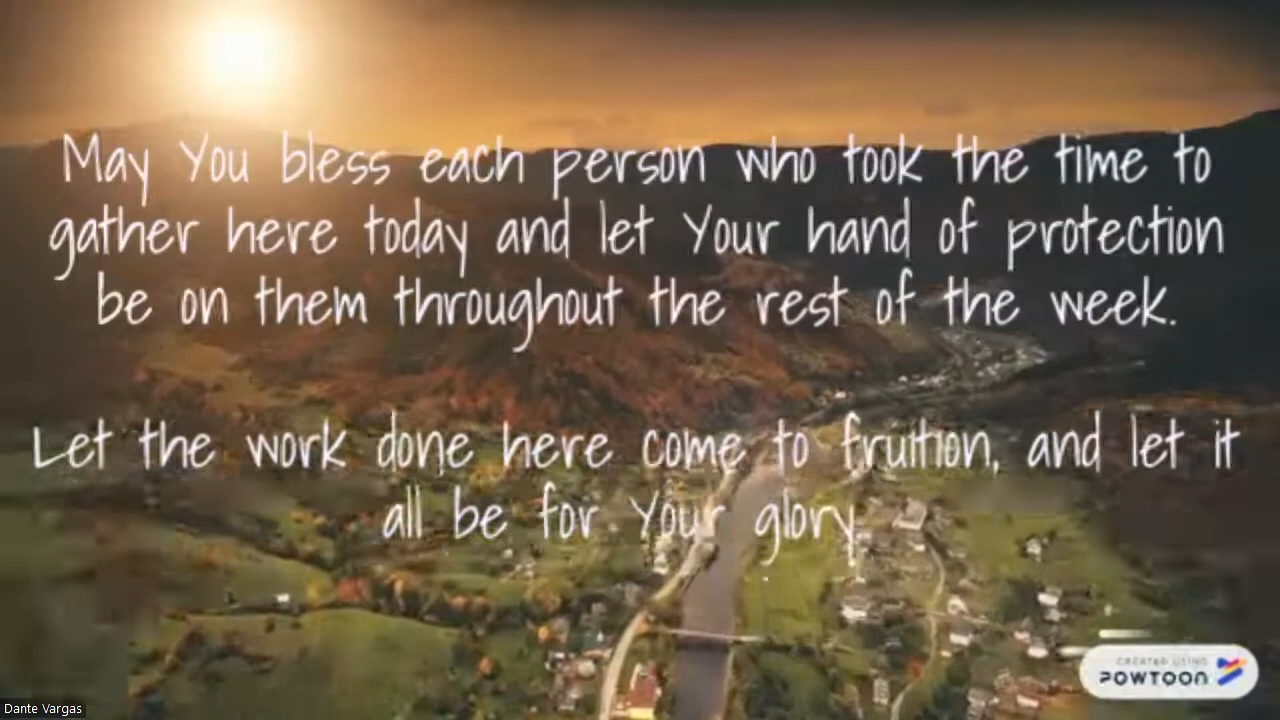 May You bless each person who took the time to
gather here today and let Your hand of protection
be on them throughout the rest of the week.
Let the work done here come to fruition, and let it
all be for Your glory
CREATED USING
POWTOON
Dante Vargas